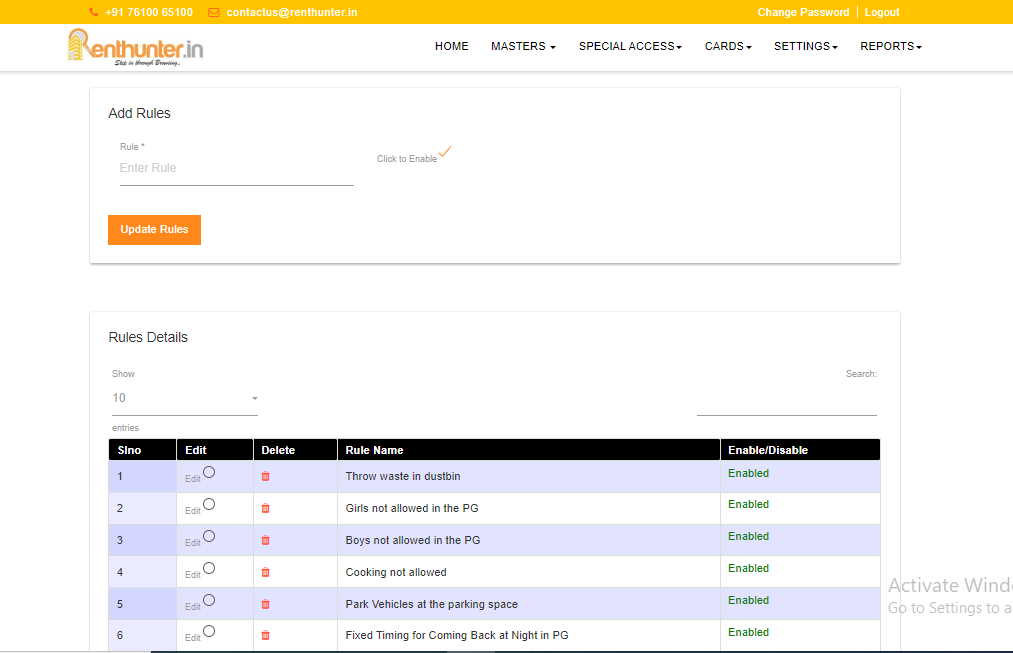 +91 76100 65100 contactus@renthunter.in Change Password Logout
Renthunter.in
Step in through Browsing..
HOME MASTERS SPECIAL ACCESS CARDS SETTINGS REPORTS
Add Rules
Rule *
Enter Rule
Click to Enable
Update Rules
Rules Details
Show
Search:
10
entries
Slno Edit Delete Rule Name Enable/Disable
1 Edit Throw waste in dustbin Enabled
2 Edit Girls not allowed in the PG Enabled
3 Edit Boys not allowed in the PG Enabled
4 Edit Cooking not allowed Enabled
5 Edit Park Vehicles at the parking space Enabled
6 Edit Fixed Timing for Coming Back at Night in PG Enabled
Activate Wind
Go to Settings to a